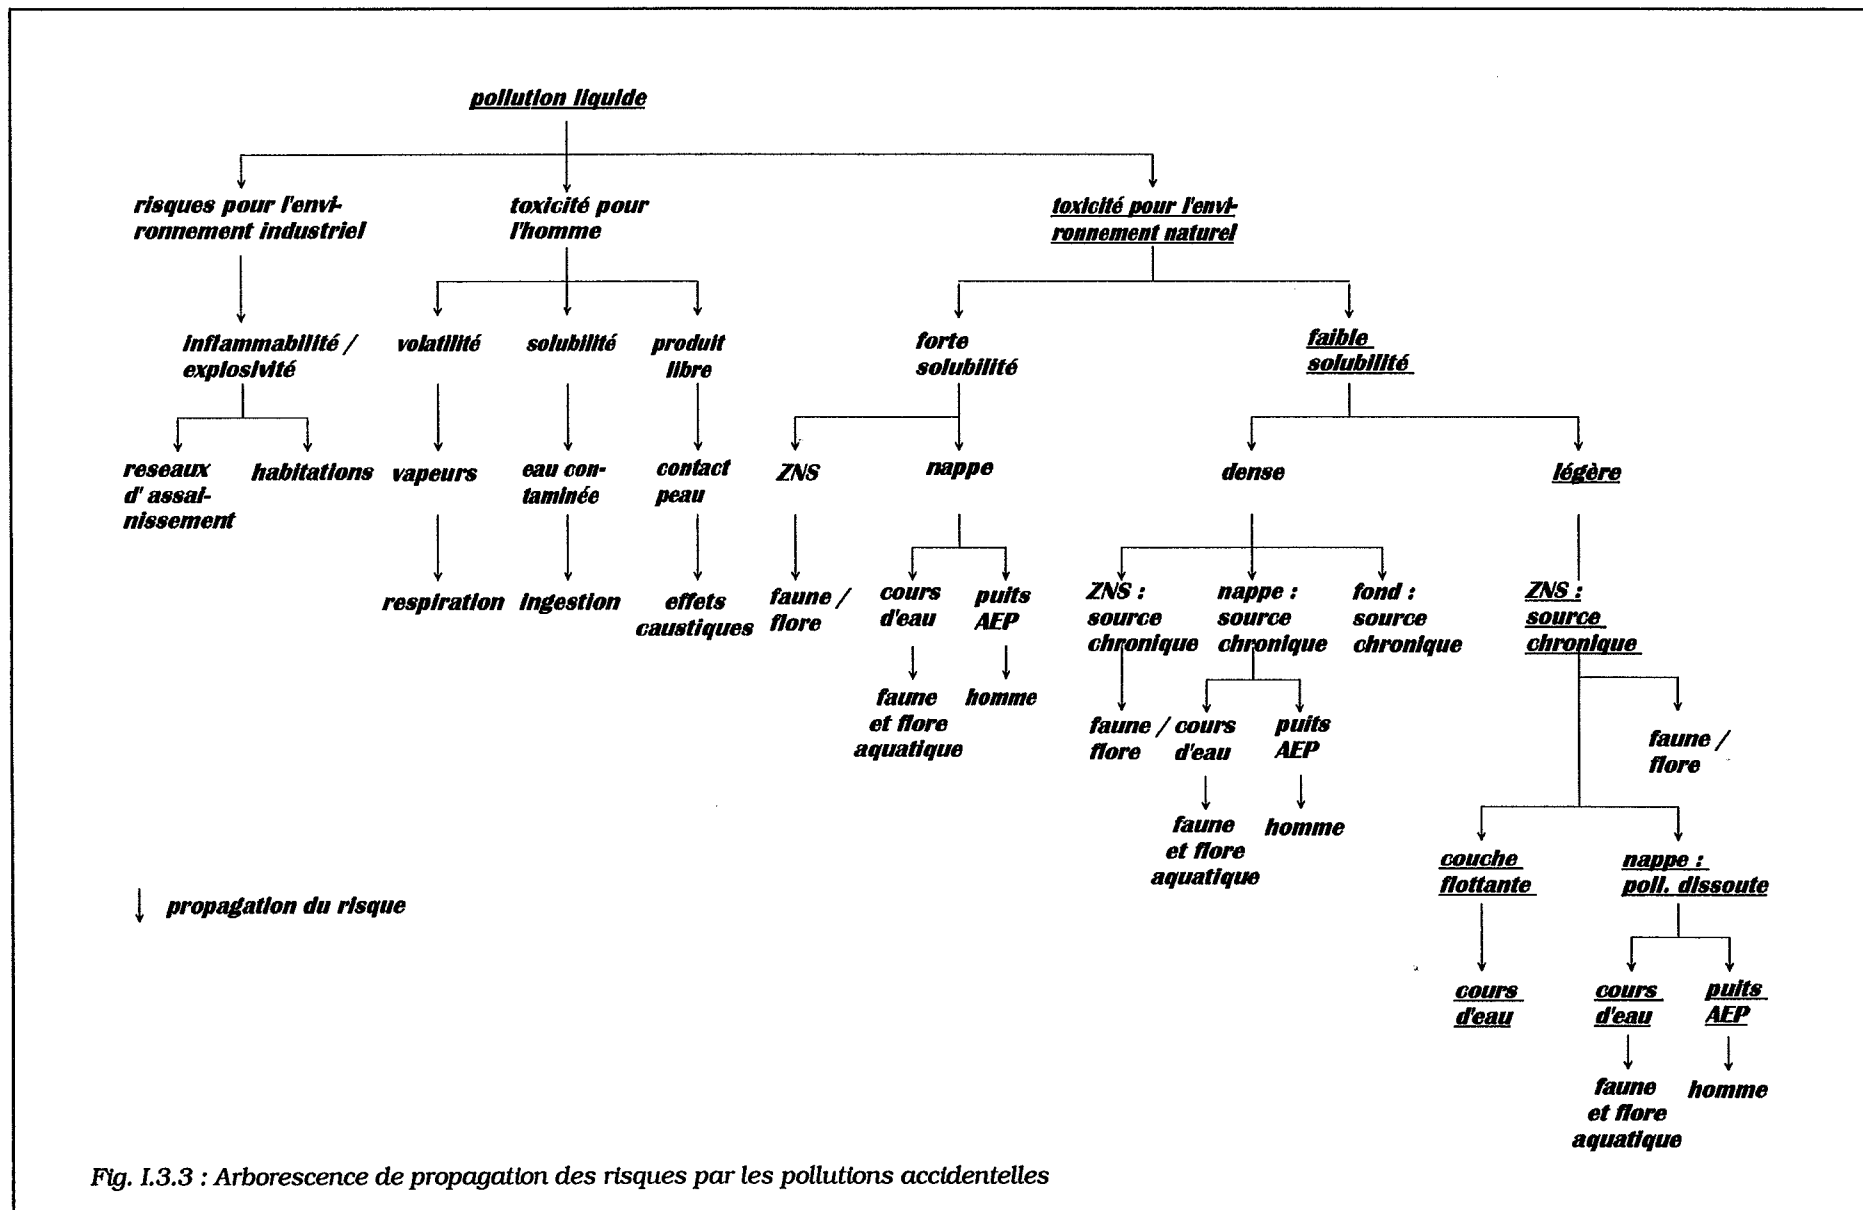 pollution liquide
risques pour l'envi-
ronnement industriel
toxicité pour
l'homme
toxicité pour l'envi-
ronnement naturel
inflammabilité /
explosivité
volatilité
solubilité
produit
libre
forte
solubilité
faible
solubilité
reseaux
d' assai-
nissement
habitations
vapeurs
eau con-
taminée
contact
peau
ZNS
nappe
dense
légère
respiration
ingestion
effets
caustiques
faune /
flore
cours
d'eau
puits
AEP
ZNS :
source
chronique
nappe :
source
chronique
fond :
source
chronique
ZNS :
source
chronique
faune
et flore
aquatique
homme
faune /
flore
cours
d'eau
puits
AEP
faune /
flore
faune
et flore
aquatique
homme
couche
flottante
nappe :
poll. dissoute
propagation du risque
cours
d'eau
cours
d'eau
puits
AEP
faune
et flore
aquatique
homme
Fig. I.3.3 : Arborescence de propagation des risques par les pollutions accidentelles